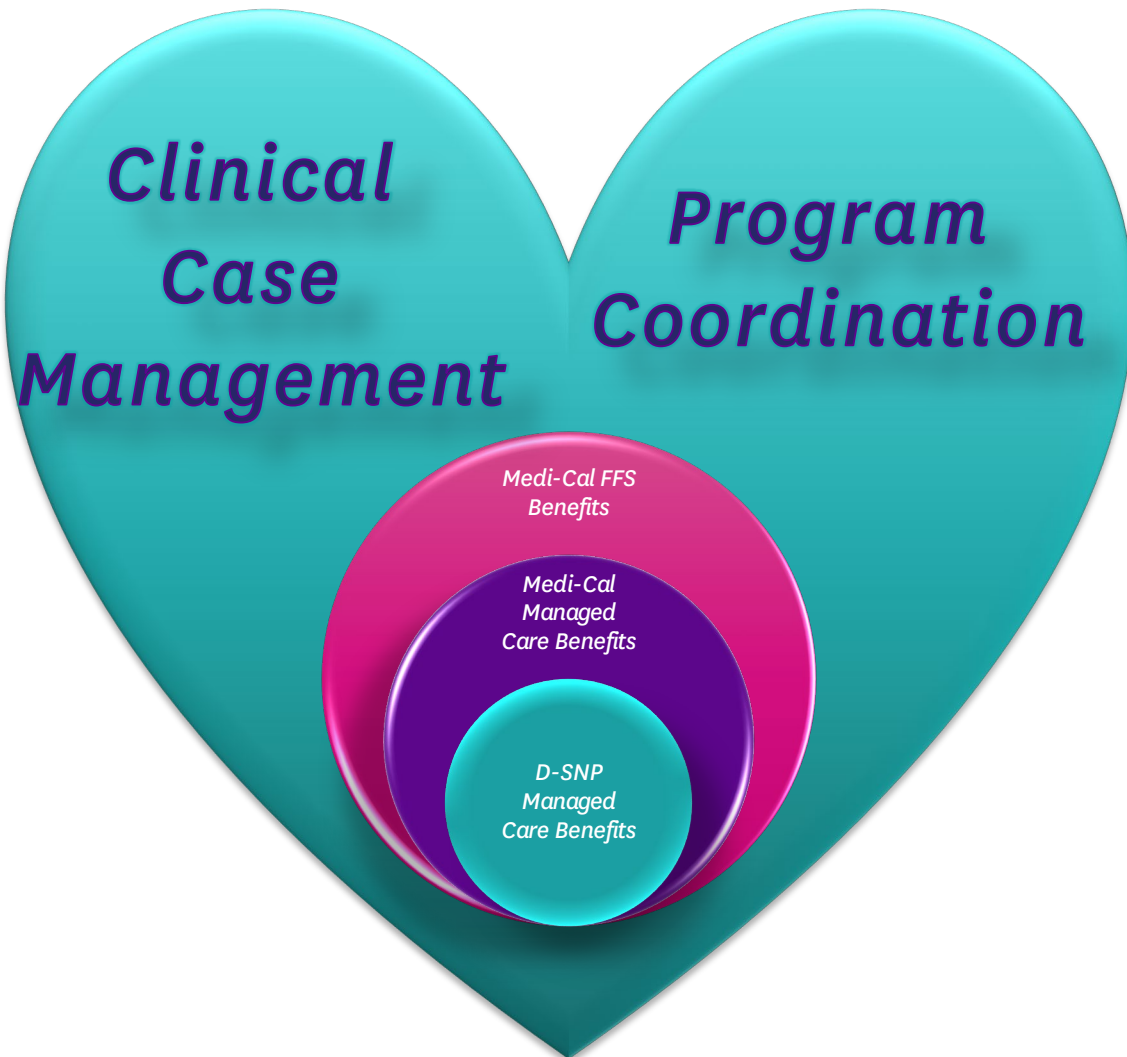 Clinical
Case
Management
Program
Coordination
Medi-Cal FFS
Benefits
Medi-Cal
Managed
Care Benefits
D-SNP
Managed
Care Benefits